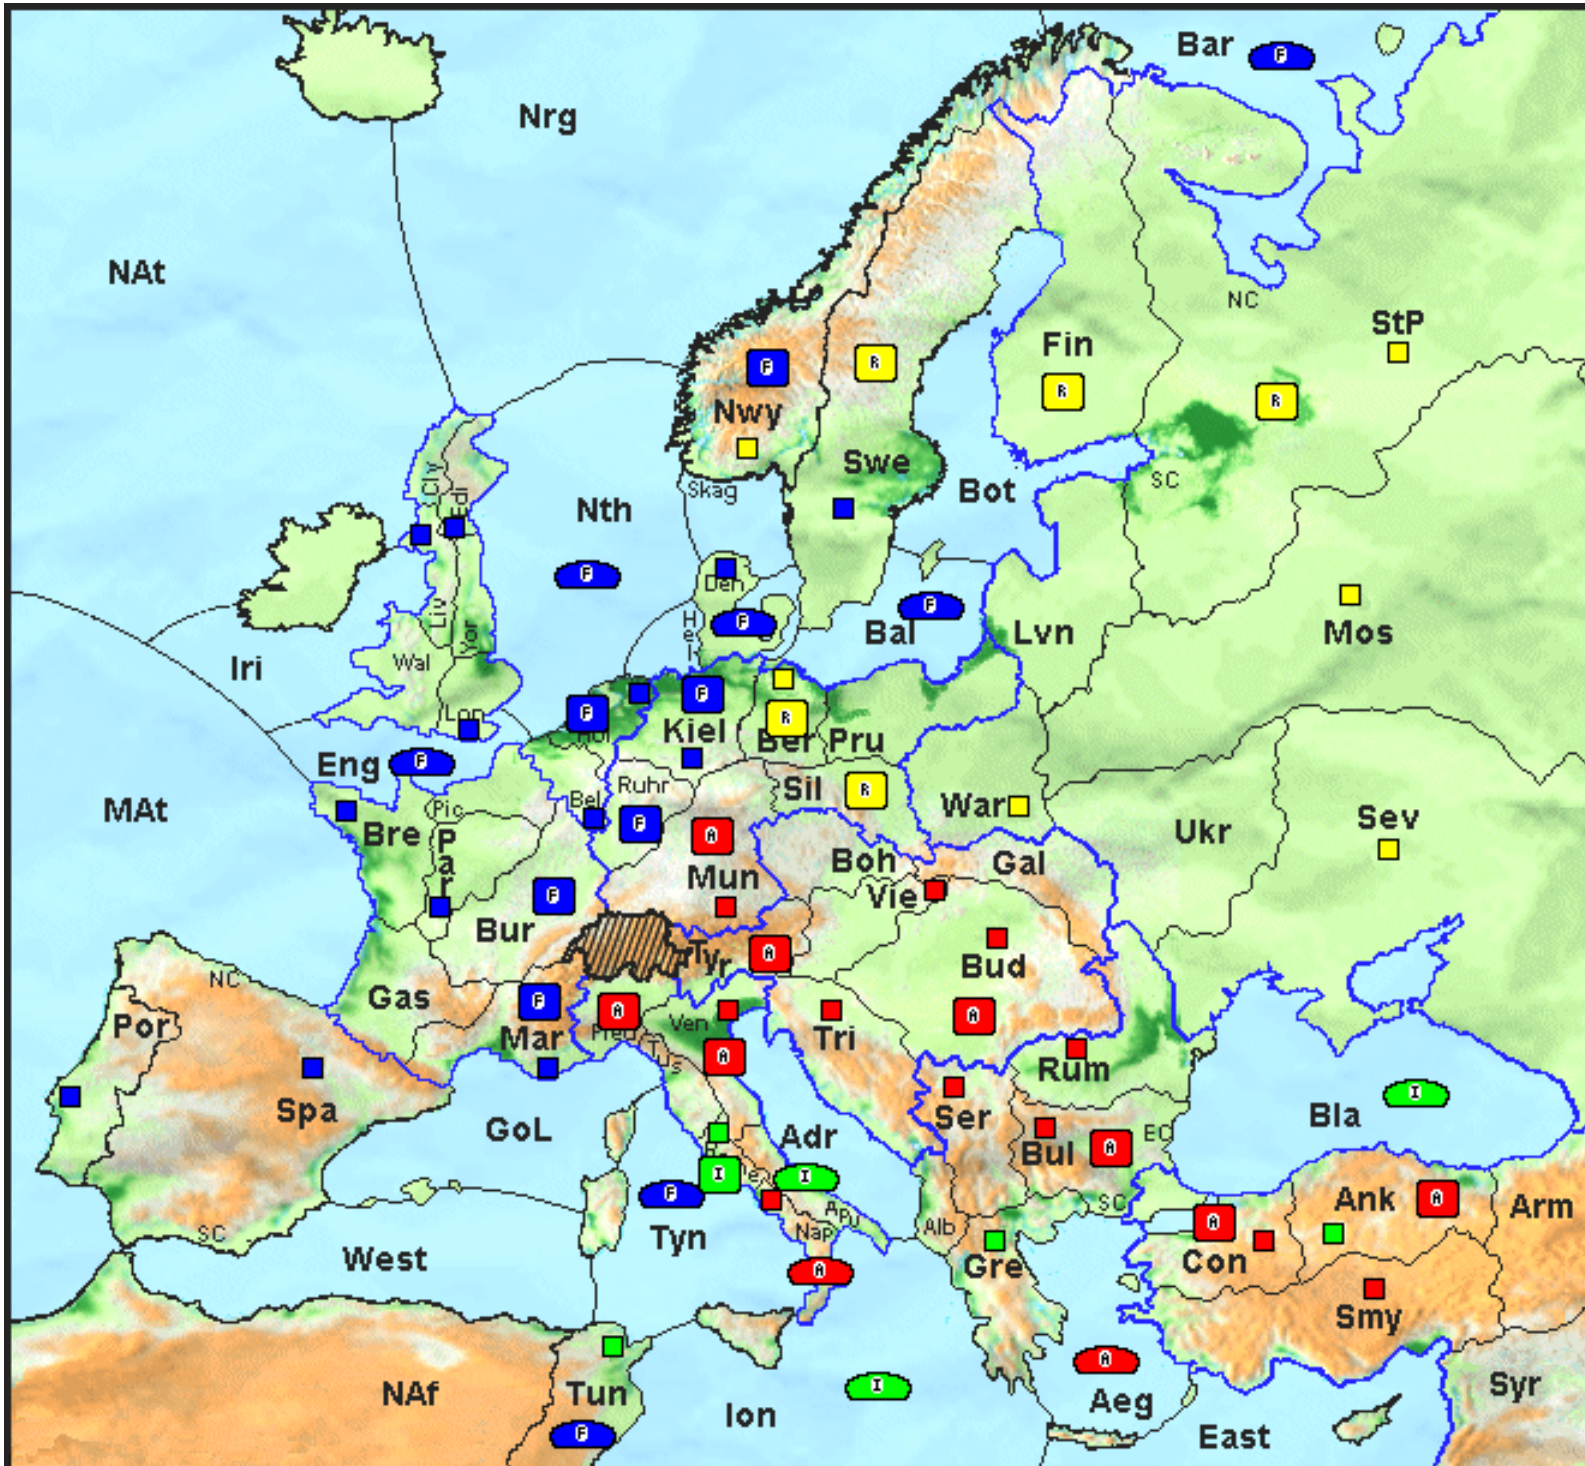 Bar
F
Nrg
NAt
NC
StP
Fin
F
R
R
R
Nwy
Swe
Skag
Bot
SC
Cly
Edi
Nth
F
Den
F
Hel
F
Bal
Lvn
Mos
Liv
Yor
Wal
Iri
Lon
F
Hol
F
Kiel
R
Ber
Pru
Eng
F
MAt
Bre
Pic
Par
Bel
Ruhr
F
A
Sil
R
War
Ukr
Sev
Boh
Gal
Vie
Mun
F
Bur
Tyr
A
Bud
A
NC
Por
Gas
F
Mar
A
Pied
Ven
Tus
A
Tri
Rum
Spa
GoL
Ser
Bul
A
EC
Bla
I
Adr
I
I
F
Tyn
SC
West
Apu
Nap
A
Alb
Gre
SC
A
Con
Ank
A
Arm
Smy
NAf
Tun
F
Ion
I
A
Aeg
East
Syr